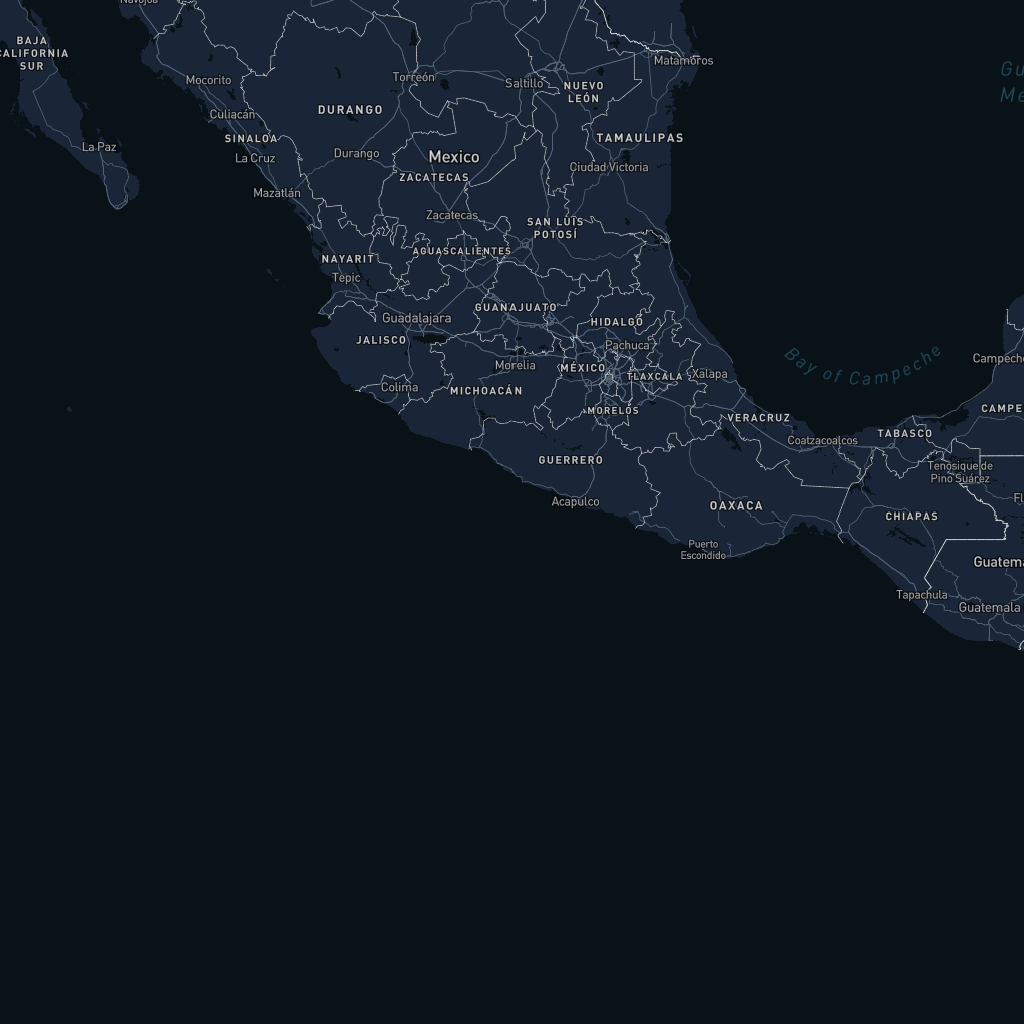 Navojoa
BAJA
CALIFORNIA
SUR
Gu
Me
Matamoros
Mocorito
Torreón
Saltillo
NUEVO
LEÓN
DURANGO
Culiacán
SINALOA
TAMAULIPAS
La Paz
La Cruz
Durango
Mexico
Ciudad Victoria
ZACATECAS
Mazatlán
Zacatecas
SAN LUIS
POTOSÍ
AGUASCALIENTES
NAYARIT
Tepic
GUANAJUATO
Guadalajara
HIDALGO
JALISCO
Pachuca
Bay of Campeche
Campeche
Morelia
MÉXICO
TLAXCALA
Xalapa
Colima
MICHOACÁN
MORELOS
VERACRUZ
CAMPE
Coatzacoalcos
TABASCO
GUERRERO
Tenosique de
Pino Suárez
Acapulco
OAXACA
Fl
CHIAPAS
Puerto
Escondido
Guatema
Tapachula
Guatemala